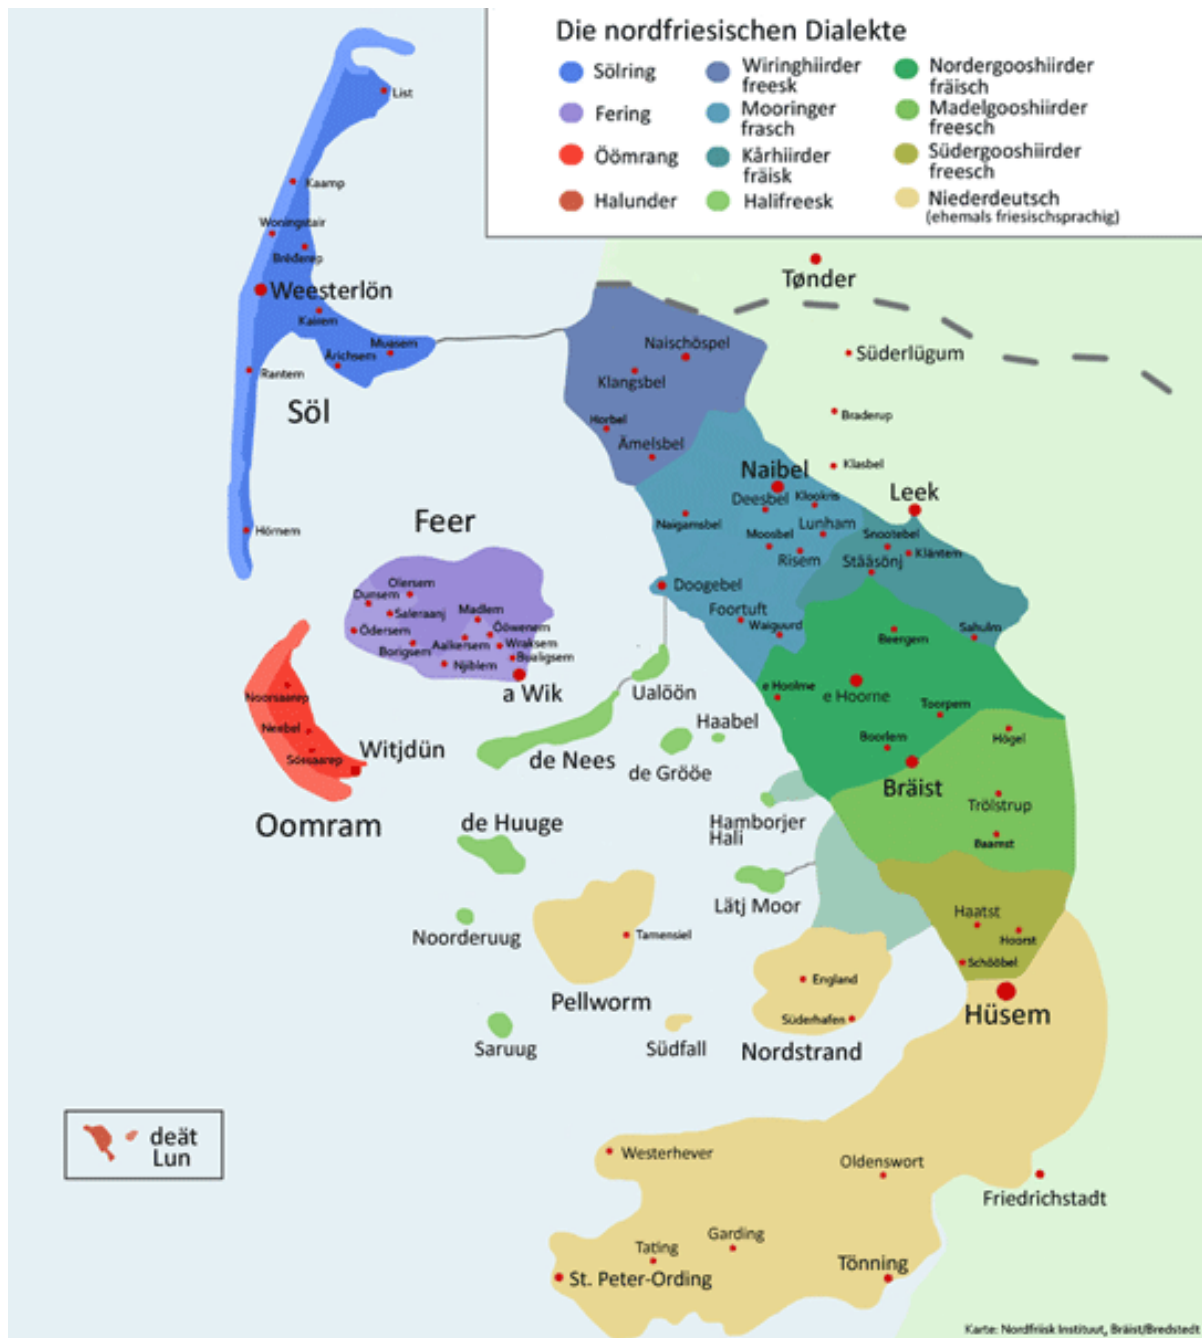 Die nordfriesischen Dialekte
Sölring
Fering
Öömrang
Halunder
Wiringhiirder
freesk
Mooringer
frasch
Kårhiirder
fräisk
Halifreesk
Nordergooshiirder
fräisch
Madelgooshiirder
freesch
Südergooshiirder
freesch
Niederdeutsch
(ehemals friesischsprachig)
List
Kaamp
Woningstair
Brēderep
Weesterlön
Kairem
Muasem
Ärichsem
Rantem
Söl
Hörnem
Tønder
Süderlügum
Naischöspel
Klangsbel
Horbel
Ämelsbel
Braderup
Klasbel
Naibel
Leek
Deesbel
Klookris
Naigamsbel
Lunham
Moosbel
Risem
Snootebel
Kläntem
Stääsönj
Doogebel
Foortuft
Waiguurd
Beergem
Sahulm
Feer
Olersem
Dunsem
Saleraanj
Madlem
Ödersem
Ööwenem
Borigsem
Aalkersem
Wraksem
Njiblem
Bualigsem
a Wik
Ualöön
e Hoolme
e Hoorne
Toorpem
Haabel
Boorlem
Högel
de Nees
de Grööe
Bräist
Trölstrup
Noorsaarep
Neebel
Sössaarep
Witjdün
Oomram
de Huuge
Hamborjer
Hali
Baamst
Lätj Moor
Haatst
Hoorst
Noorderuug
Tamensiel
Schööbel
England
Pellworm
Hüsem
Süderhafen
Saruug
Südfall
Nordstrand
deät
Lun
Westerhever
Oldenswort
Friedrichstadt
Garding
Tating
Tönning
St. Peter-Ording
Karte: Nordfriisk Instituut, Bräist/Bredstedt